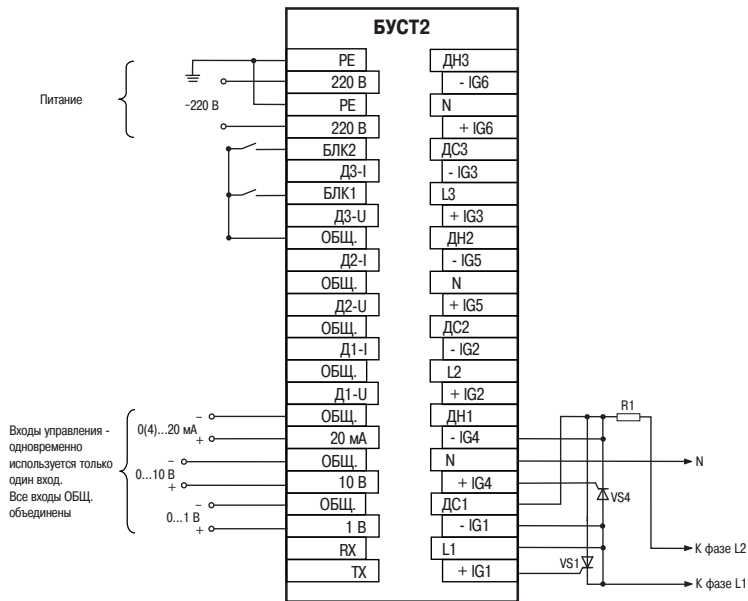 БУСТ2
PE
220 В
PE
220 В
БЛК2
Д3-I
БЛК1
Д3-U
ОБЩ.
Д2-I
ОБЩ.
Д2-U
ОБЩ.
Д1-I
ОБЩ.
Д1-U
ОБЩ.
20 мА
ОБЩ.
10 В
ОБЩ.
1 В
RX
TX
ДН3
- IG6
N
+ IG6
ДС3
- IG3
L3
+ IG3
ДН2
- IG5
N
+ IG5
ДС2
- IG2
L2
+ IG2
ДН1
- IG4
N
+ IG4
ДС1
- IG1
L1
+ IG1
Питание
~220 В
Входы управления -
одновременно
используется только
один вход.
Все входы ОБЩ.
объединены
–
0(4)...20 мА
+
–
0...10 В
+
–
0...1 В
+
R1
N
VS4
К фазе L2
VS1
К фазе L1